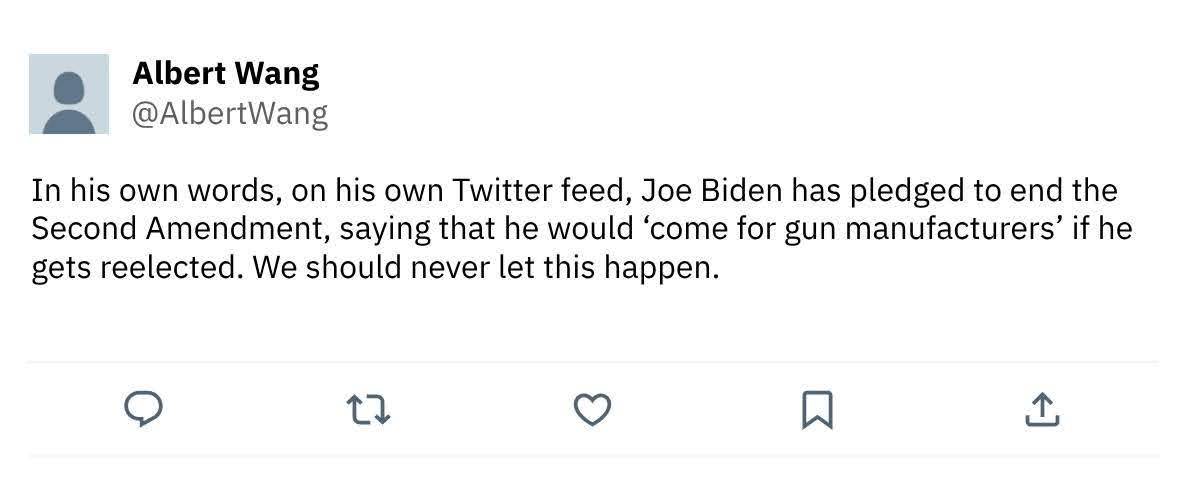 Albert Wang
@AlbertWang
In his own words, on his own Twitter feed, Joe Biden has pledged to end the
Second Amendment, saying that he would ‘come for gun manufacturers’ if he
gets reelected. We should never let this happen.